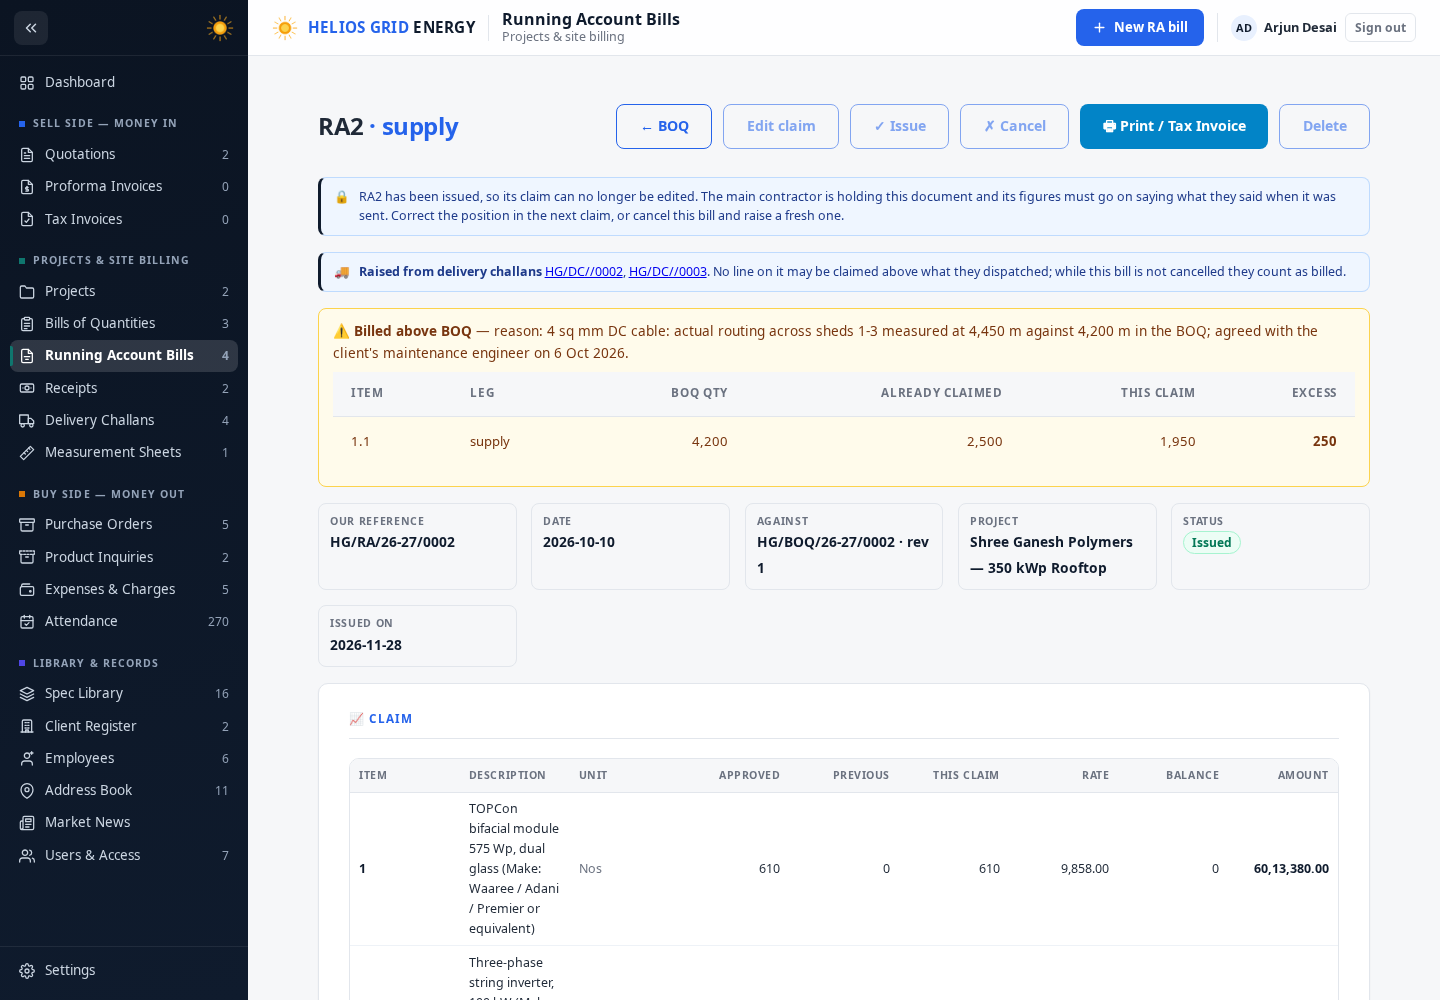 HELIOS GRID ENERGY
Running Account Bills
Projects & site billing
New RA bill
AD
Arjun Desai
Sign out
Dashboard
SELL SIDE — MONEY IN
Quotations 2
Proforma Invoices 0
Tax Invoices 0
PROJECTS & SITE BILLING
Projects 2
Bills of Quantities 3
Running Account Bills 4
Receipts 2
Delivery Challans 4
Measurement Sheets 1
BUY SIDE — MONEY OUT
Purchase Orders 5
Product Inquiries 2
Expenses & Charges 5
Attendance 270
LIBRARY & RECORDS
Spec Library 16
Client Register 2
Employees 6
Address Book 11
Market News
Users & Access 7
Settings
RA2 · supply
← BOQ
Edit claim
✓ Issue
✗ Cancel
🖨 Print / Tax Invoice
Delete
🔒 RA2 has been issued, so its claim can no longer be edited. The main contractor is holding this document and its figures must go on saying what they said when it was
sent. Correct the position in the next claim, or cancel this bill and raise a fresh one.
🚚 Raised from delivery challans HG/DC//0002, HG/DC//0003. No line on it may be claimed above what they dispatched; while this bill is not cancelled they count as billed.
⚠️ Billed above BOQ — reason: 4 sq mm DC cable: actual routing across sheds 1-3 measured at 4,450 m against 4,200 m in the BOQ; agreed with the
client's maintenance engineer on 6 Oct 2026.
ITEM LEG BOQ QTY ALREADY CLAIMED THIS CLAIM EXCESS
1.1 supply 4,200 2,500 1,950 250
OUR REFERENCE
HG/RA/26-27/0002
DATE
2026-10-10
AGAINST
HG/BOQ/26-27/0002 · rev
1
PROJECT
Shree Ganesh Polymers
— 350 kWp Rooftop
STATUS
Issued
ISSUED ON
2026-11-28
📈 CLAIM
ITEM DESCRIPTION UNIT APPROVED PREVIOUS THIS CLAIM RATE BALANCE AMOUNT
TOPCon
bifacial module
575 Wp, dual
glass (Make:
1 Waaree / Adani Nos 610 0 610 9,858.00 0 60,13,380.00
/ Premier or
equivalent)
Three-phase
string inverter,